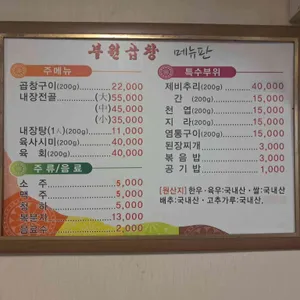 부원곱창 메뉴판
주메뉴
곱창구이(200g) 22,000
내장전골 (大)55,000
(中)45,000
(小)35,000
내장탕(1人)(200g) 11,000
육사시미(200g) 40,000
육 회(200g) 40,000
주류/음료
소 주 5,000
맥 주 5,000
청 하 5,000
복분자 13,000
음료수 2,000
특수부위
제비추리(200g) 40,000
간 (200g) 15,000
천 엽(200g) 15,000
지 라(200g) 15,000
염통구이(200g) 15,000
된장찌개 3,000
볶음밥 3,000
공기밥 1,000
[원산지] 한우·육우:국내산·쌀:국내산
배추:국내산·고추가루:국내산.